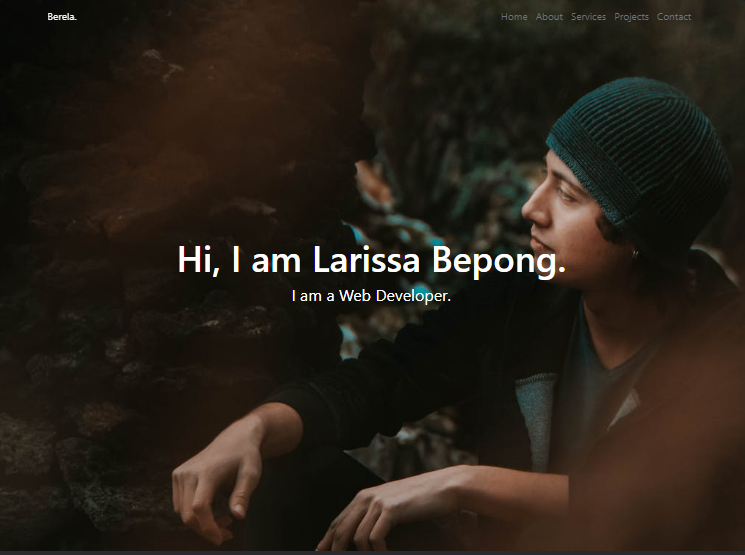 Berela.
Home About Services Projects Contact
Hi, I am Larissa Bepong.
I am a Web Developer.